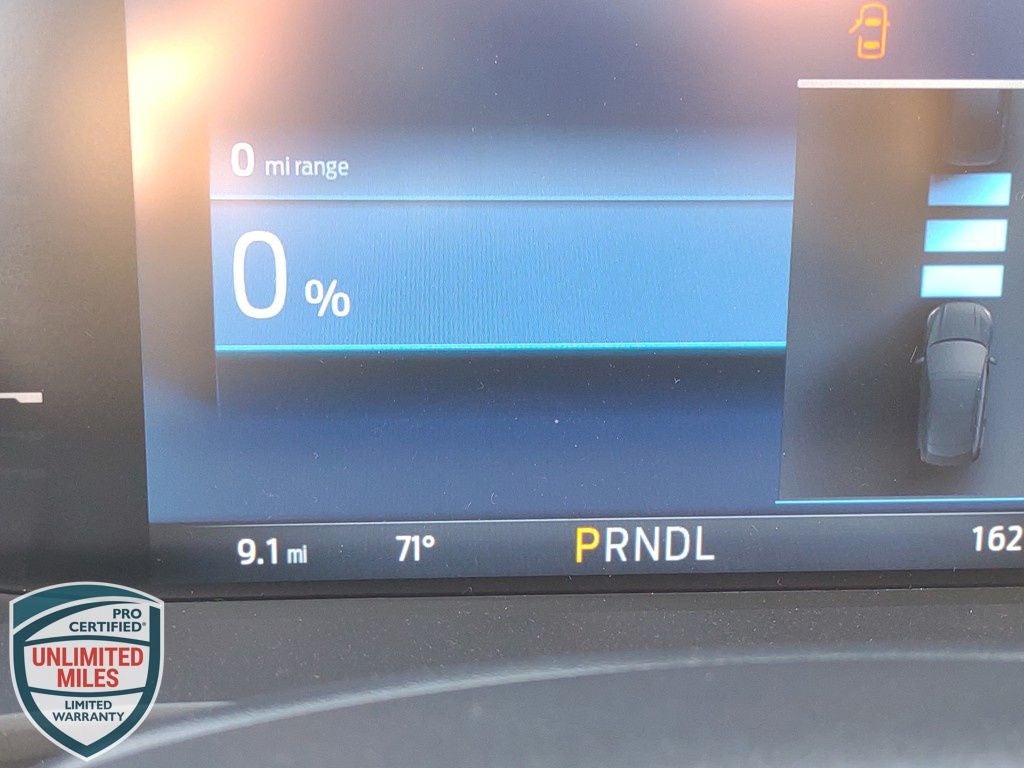 0 mi range
0 %
9.1 mi 71° PRNDL 162
PRO
CERTIFIED®
UNLIMITED
MILES
LIMITED
WARRANTY